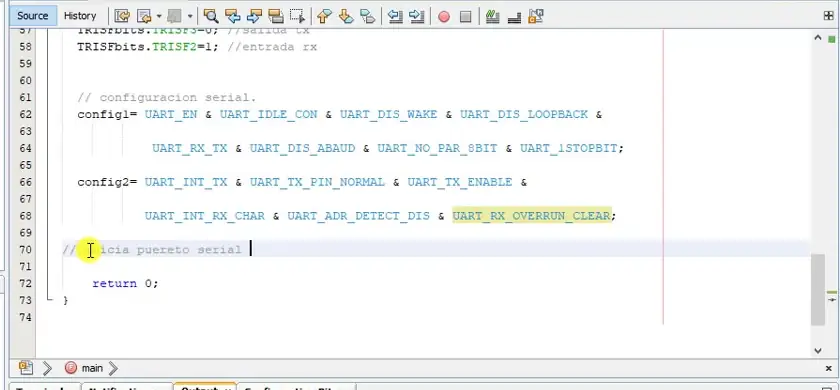 Source History
57 TRISFbits.TRISF3=0; //salida tx
58 TRISFbits.TRISF2=1; //entrada rx
59
60
61 // configuracion serial.
62 config1= UART_EN & UART_IDLE_CON & UART_DIS_WAKE & UART_DIS_LOOPBACK &
63
64 UART_RX_TX & UART_DIS_ABAUD & UART_NO_PAR_8BIT & UART_1STOPBIT;
65
66 config2= UART_INT_TX & UART_TX_PIN_NORMAL & UART_TX_ENABLE &
67
68 UART_INT_RX_CHAR & UART_ADR_DETECT_DIS & UART_RX_OVERRUN_CLEAR;
69
70 // icia puereto serial
71
72 return 0;
73 }
74
main